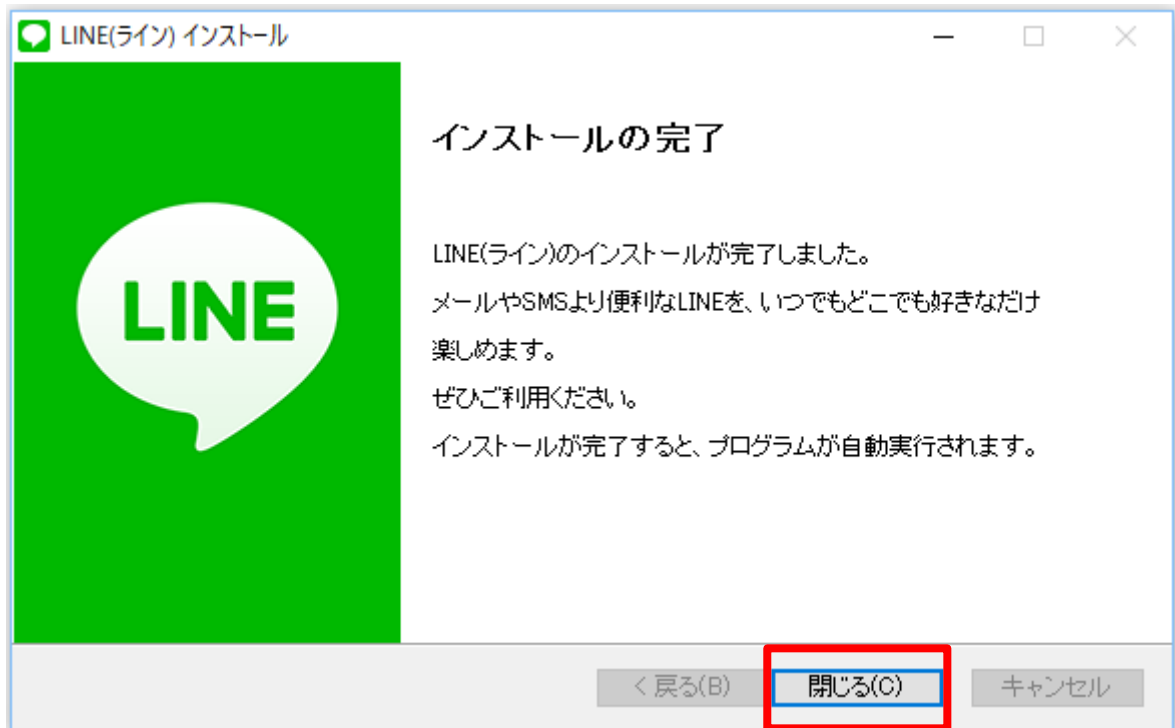 LINE(ライン) インストール
インストールの完了
LINE
LINE(ライン)のインストールが完了しました。
メールやSMSより便利なLINEを、いつでもどこでも好きなだけ
楽しめます。
ぜひご利用ください。
インストールが完了すると、プログラムが自動実行されます。
< 戻る(B)
閉じる(C)
キャンセル